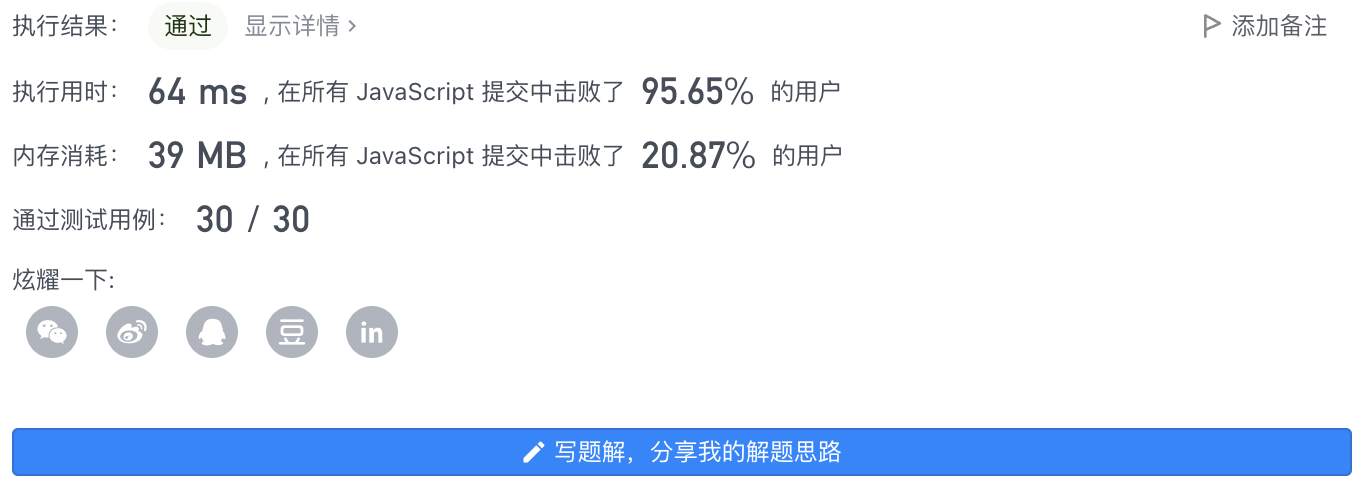 执行结果： 通过 显示详情 › 添加备注
执行用时： 64 ms ，在所有 JavaScript 提交中击败了 95.65% 的用户
内存消耗： 39 MB ，在所有 JavaScript 提交中击败了 20.87% 的用户
通过测试用例： 30 / 30
炫耀一下:
豆 in
写题解，分享我的解题思路